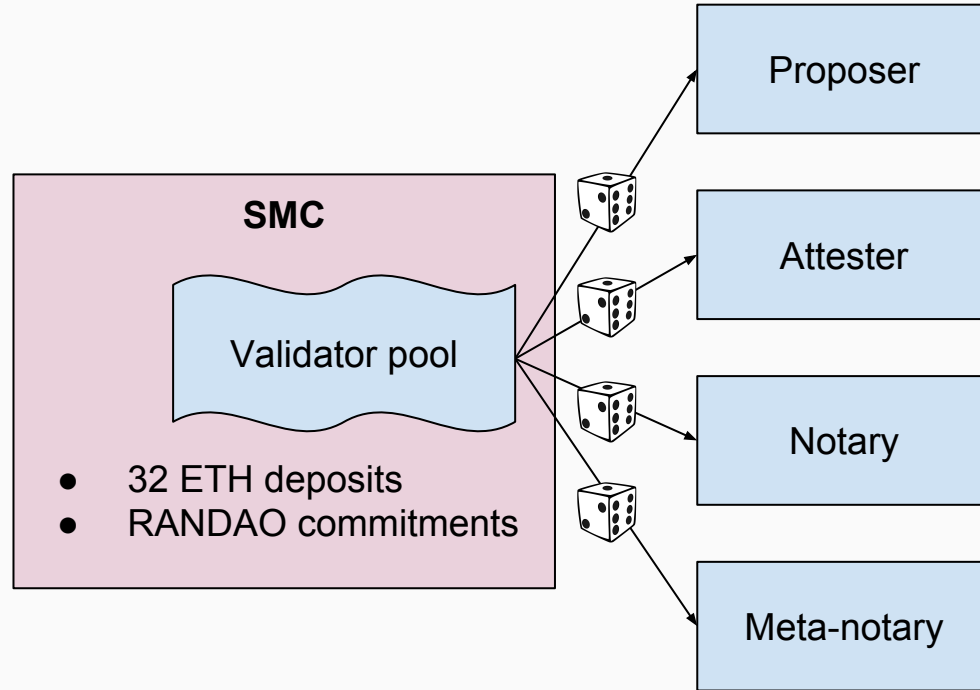 SMC
Validator pool
● 32 ETH deposits
● RANDAO commitments
Proposer
Attester
Notary
Meta-notary